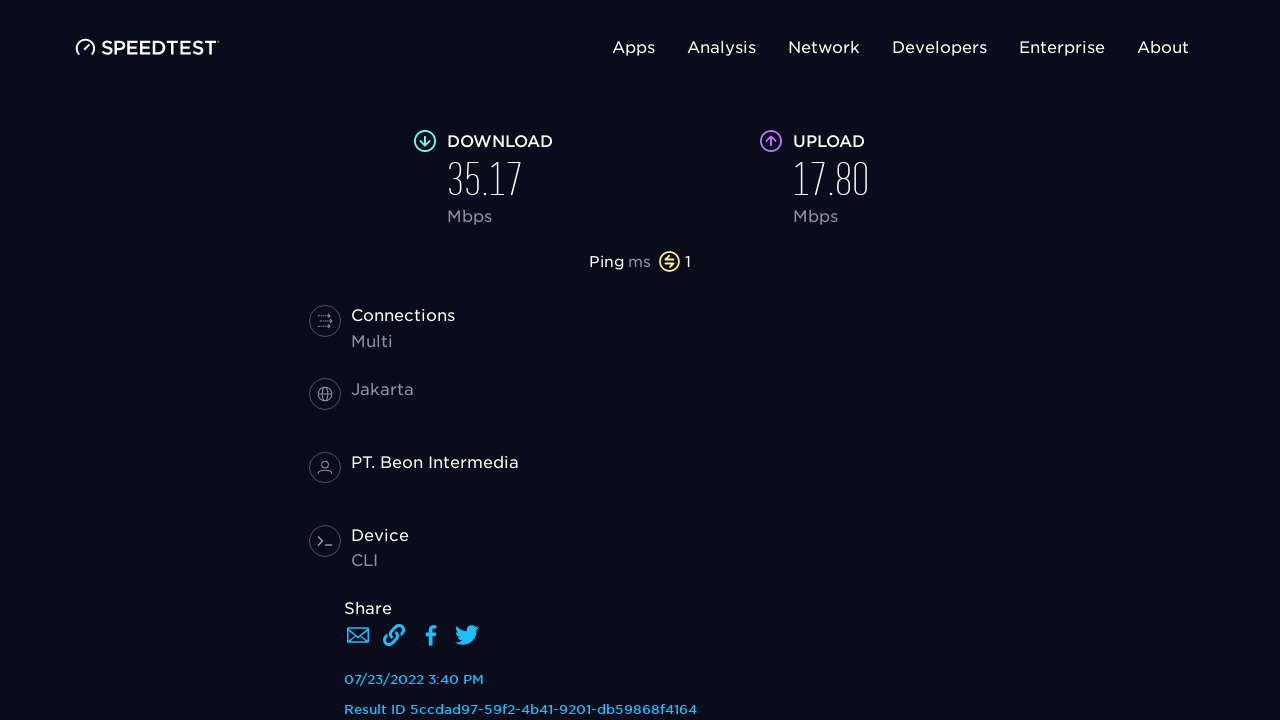 SPEEDTEST
Apps Analysis Network Developers Enterprise About
DOWNLOAD UPLOAD
35.17 17.80
Mbps Mbps
Ping ms 1
Connections
Multi
Jakarta
PT. Beon Intermedia
Device
CLI
Share
07/23/2022 3:40 PM
Result ID 5ccdad97-59f2-4b41-9201-db59868f4164